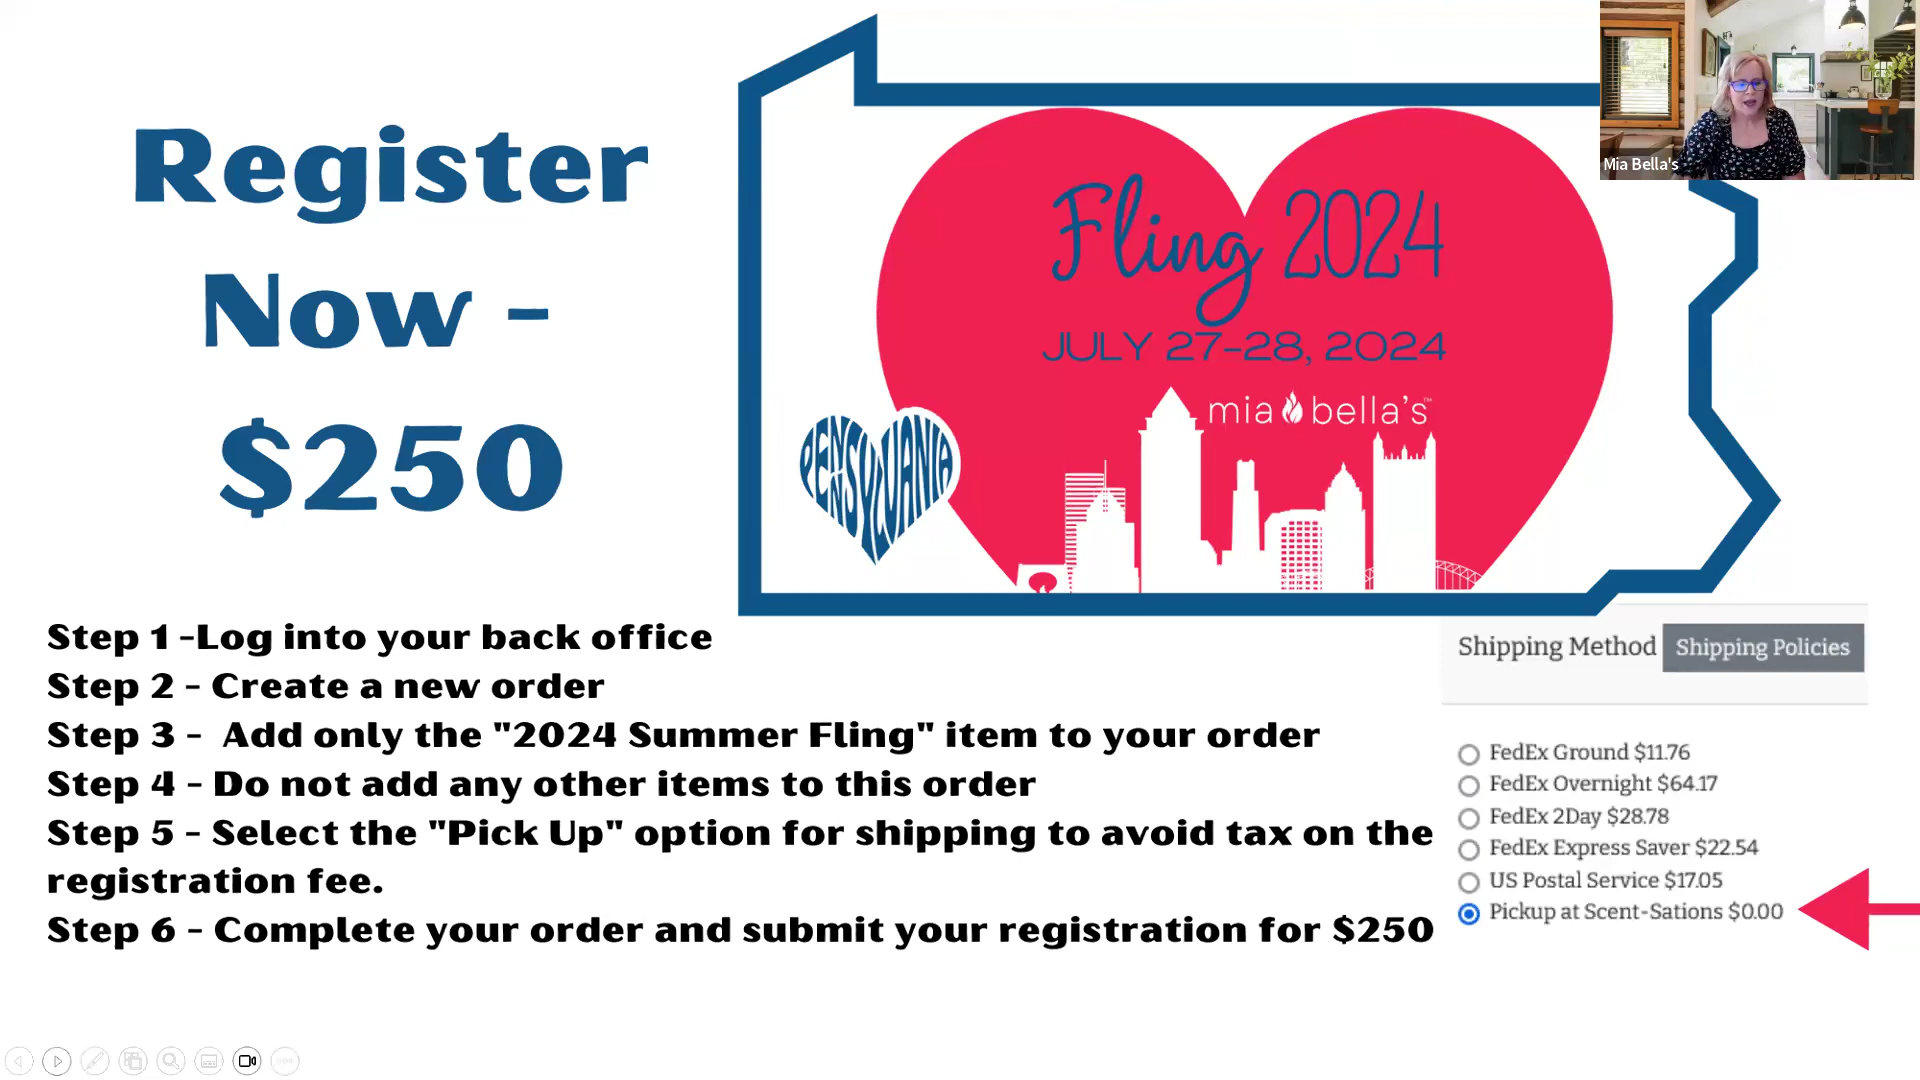 Register
Now -
$250
Fling 2024
JULY 27-28, 2024
mia bella's™
PENNSYLVANIA
Mia Bella's
Step 1 -Log into your back office
Step 2 - Create a new order
Step 3 - Add only the "2024 Summer Fling" item to your order
Step 4 - Do not add any other items to this order
Step 5 - Select the "Pick Up" option for shipping to avoid tax on the
registration fee.
Step 6 - Complete your order and submit your registration for $250
Shipping Method Shipping Policies
FedEx Ground $11.76
FedEx Overnight $64.17
FedEx 2Day $28.78
FedEx Express Saver $22.54
US Postal Service $17.05
Pickup at Scent-Sations $0.00